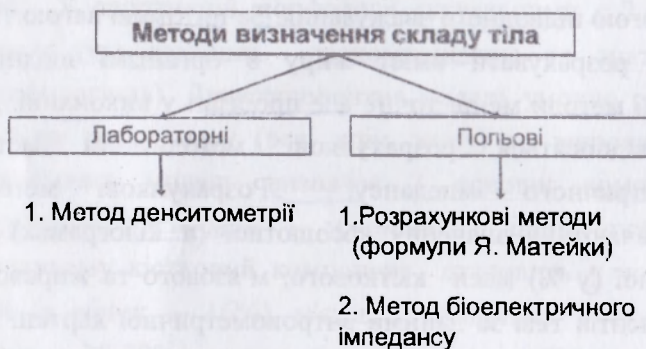 Методи визначення складу тіла
Лабораторні
Польові
1. Метод денситометрії
1.Розрахункові методи
(формули Я. Матейки)
2. Метод біоелектричного
імпедансу